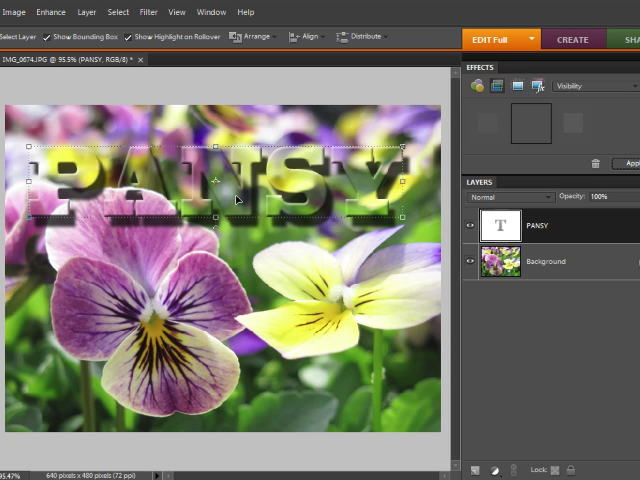 Image Enhance Layer Select Filter View Window Help
Select Layer Show Bounding Box Show Highlight on Rollover Arrange Align Distribute
EDIT Full CREATE SHA
IMG_0674.JPG @ 95.5% (PANSY, RGB/8) *
EFFECTS
Visibility
PANSY
Apply
LAYERS
Normal Opacity: 100%
T PANSY
Background
95.47% 640 pixels x 480 pixels (72 ppi)
Lock: